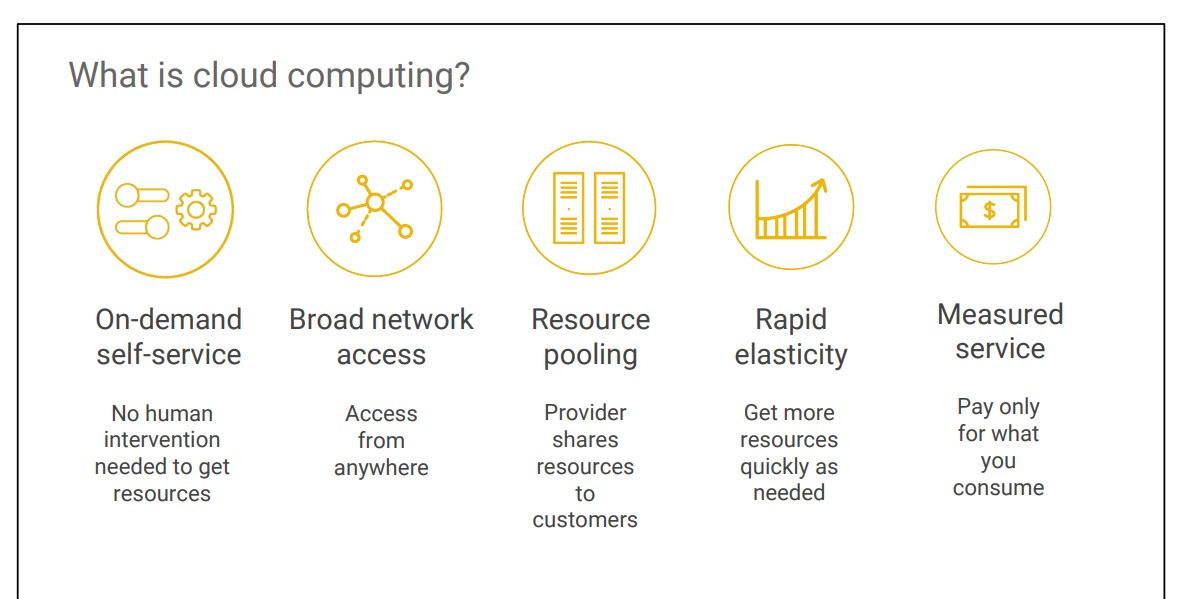 What is cloud computing?
$
On-demand
self-service
No human
intervention
needed to get
resources
Broad network
access
Access
from
anywhere
Resource
pooling
Provider
shares
resources
to
customers
Rapid
elasticity
Get more
resources
quickly as
needed
Measured
service
Pay only
for what
you
consume